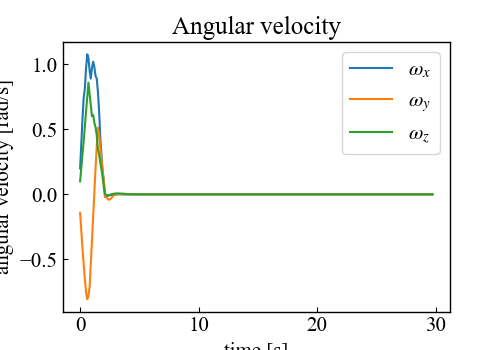 Angular velocity
1.0
0.5
0.0
−0.5
angular velocity [rad/s]
ωx
ωy
ωz
0
10
20
30
time [s]